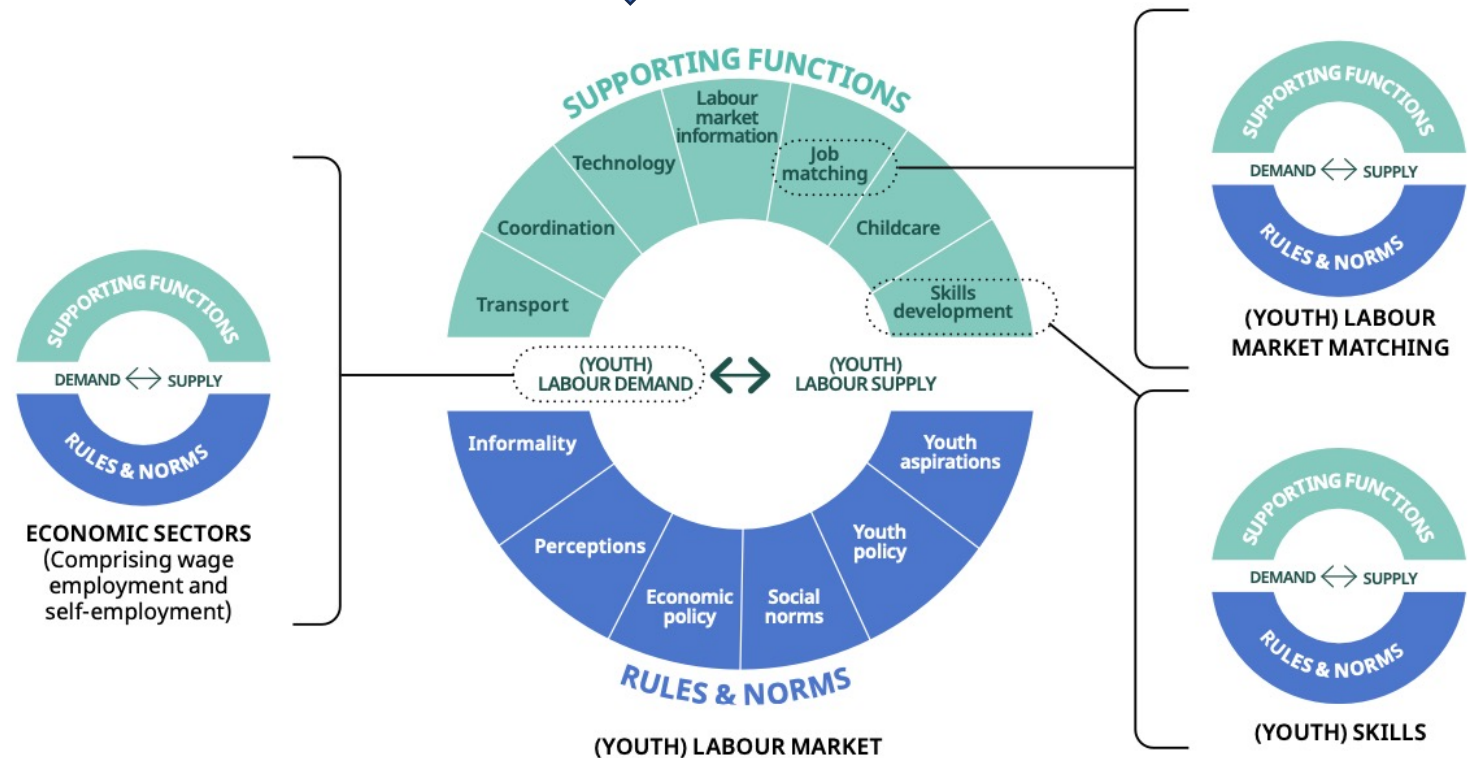 SUPPORTING FUNCTIONS
Labour
market
information
Technology
Job
matching
Coordination
Childcare
Transport
Skills
development
(YOUTH)
LABOUR DEMAND
(YOUTH)
LABOUR SUPPLY
Informality
Youth
aspirations
Perceptions
Youth
policy
Economic
policy
Social
norms
RULES & NORMS
(YOUTH) LABOUR MARKET
SUPPORTING FUNCTIONS
DEMAND SUPPLY
RULES & NORMS
ECONOMIC SECTORS
(Comprising wage
employment and
self-employment)
SUPPORTING FUNCTIONS
DEMAND SUPPLY
RULES & NORMS
(YOUTH) LABOUR
MARKET MATCHING
SUPPORTING FUNCTIONS
DEMAND SUPPLY
RULES & NORMS
(YOUTH) SKILLS